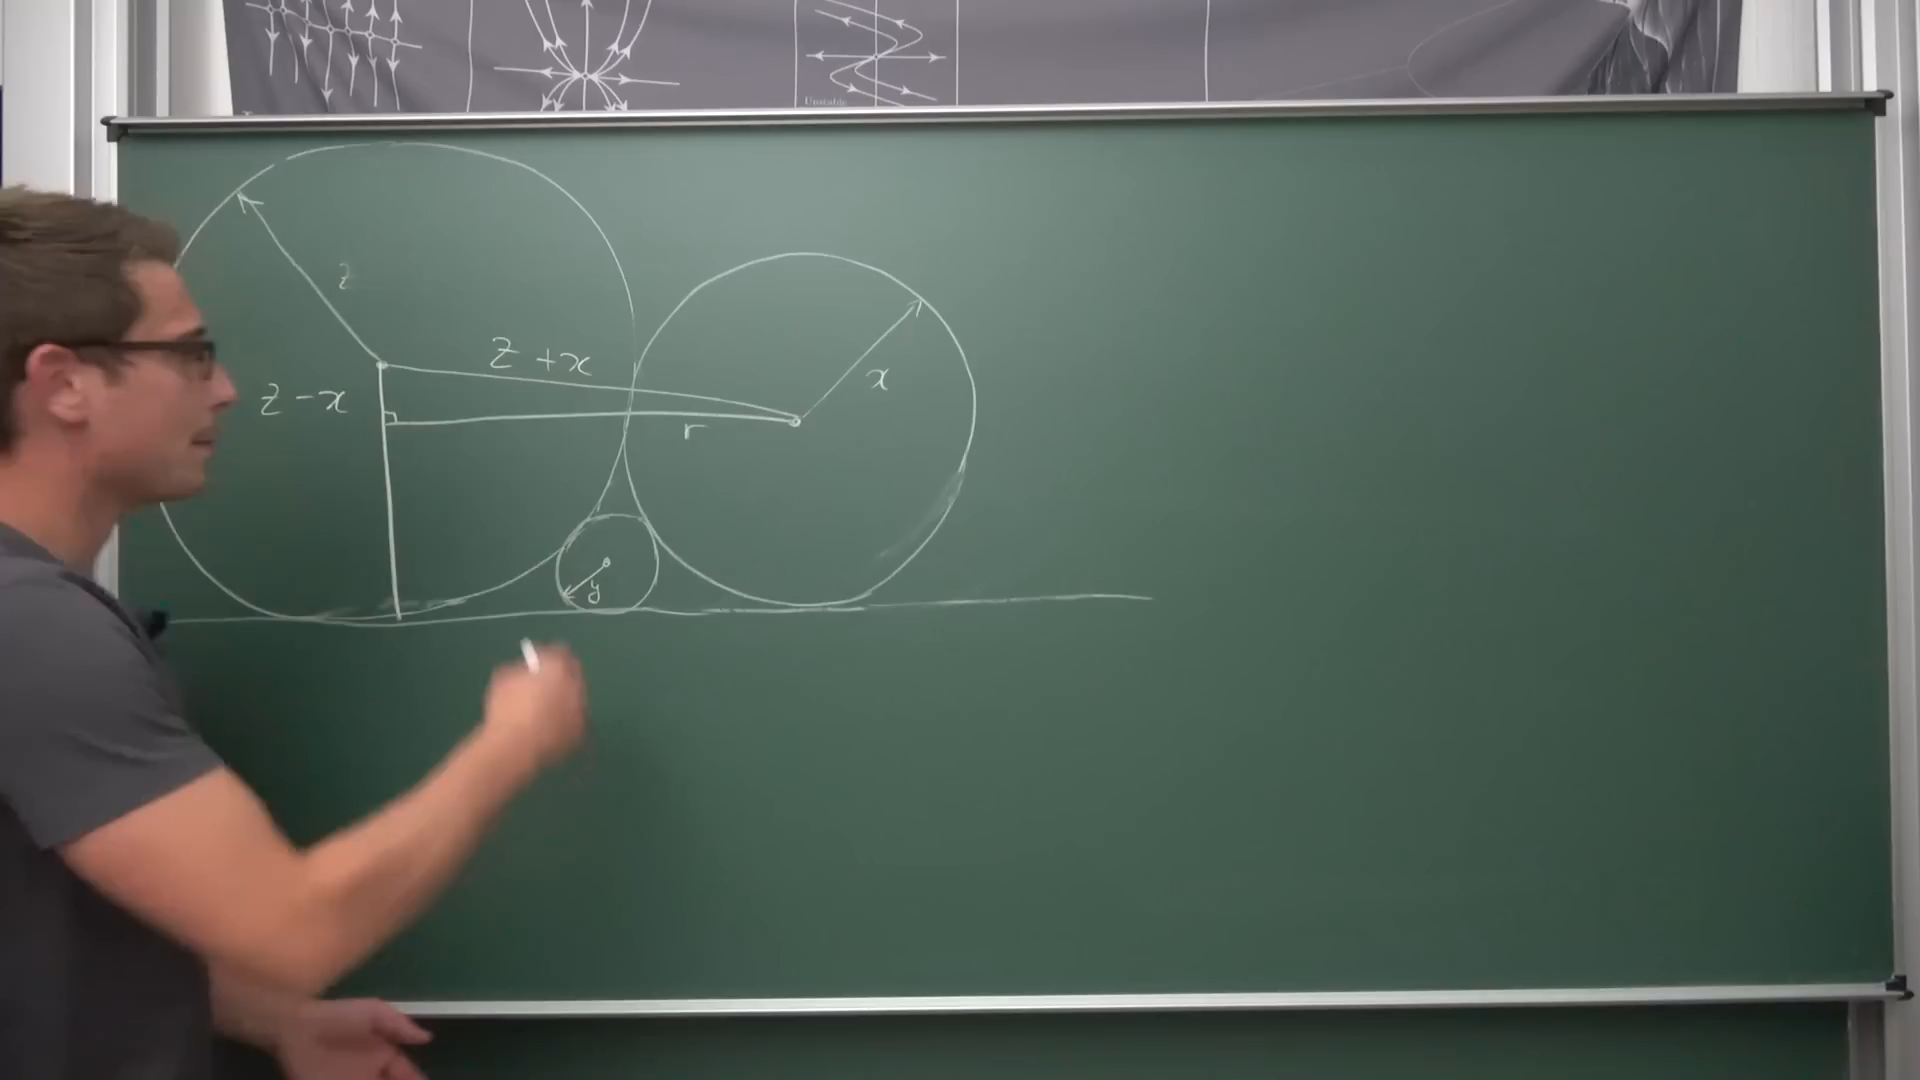 Unstable
z
z + x
z - x
x
r
y